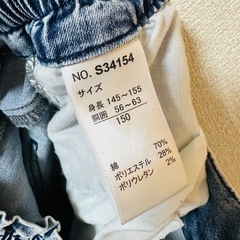 NO. S34154
サイズ
身長 145~155
胴囲 56~63
150
綿 70%
ポリエステル 28%
ポリウレタン 2%